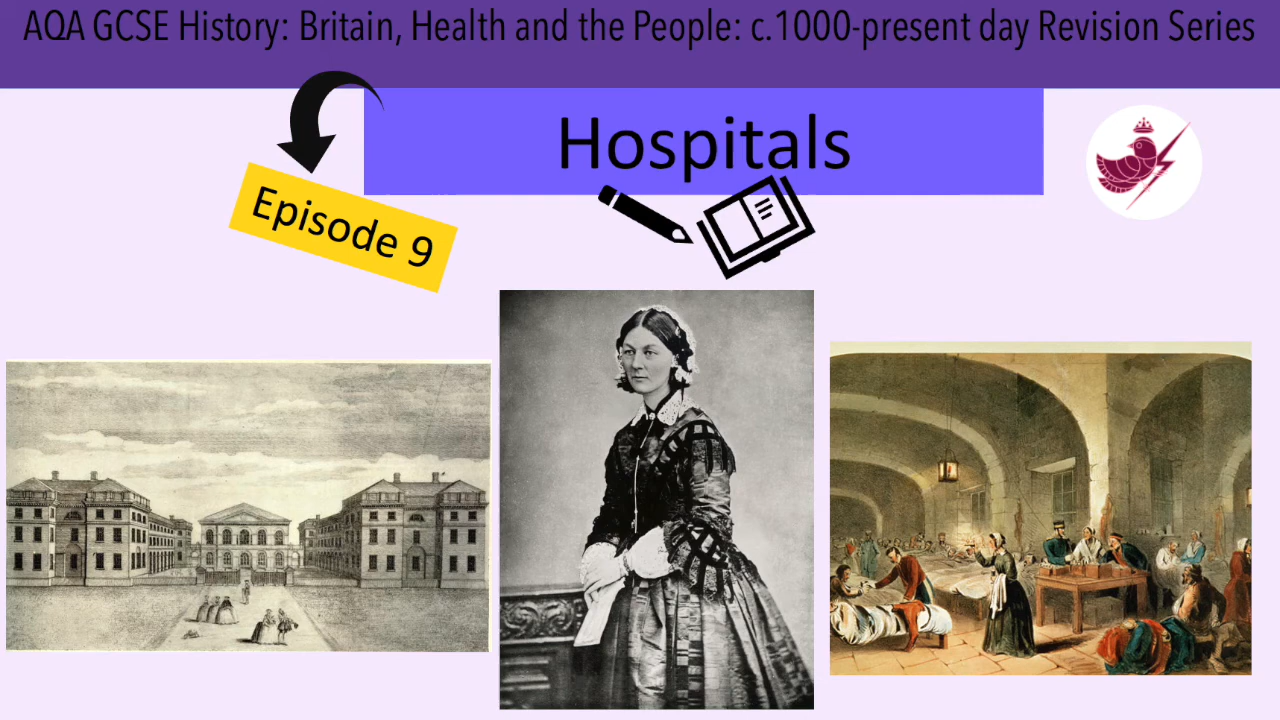 AQA GCSE History: Britain, Health and the People: c.1000-present day Revision Series
Hospitals
Episode 9